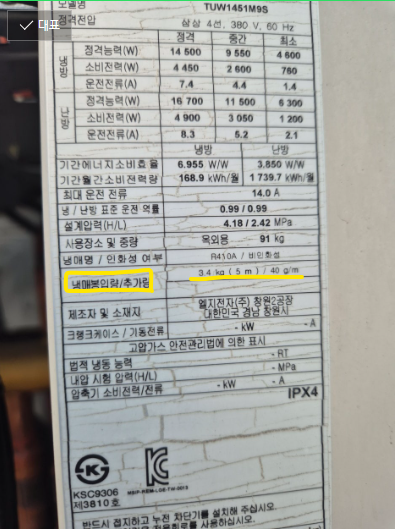 대표
모델명 TUW1451M9S
정격전압 삼상 4선, 380 V, 60 Hz
정격 중간 최소
냉방
정격능력(W) 14 500 9 550 4 600
소비전력(W) 4 450 2 600 760
운전전류(A) 7.4 4.4 1.4
난방
정격능력(W) 16 700 11 500 6 300
소비전력(W) 4 900 3 050 1 200
운전전류(A) 8.3 5.2 2.1
냉방 난방
기간에너지소비효율 6.955 W/W 3.850 W/W
기간월간소비전력량 168.9 kWh/월 1 739.7 kWh/월
최대 운전 전류 14.0 A
냉 / 난방 표준 운전 역률 0.99 / 0.99
설계압력(H/L) 4.18 / 2.42 MPa
사용장소 및 중량 옥외용 91 kg
냉매명 / 인화성 여부 R410A / 비인화성
냉매봉입량/추가량 3.4 kg ( 5 m ) / 40 g/m
제조자 및 소재지 엘지전자(주) 창원2공장
대한민국 경남 창원시
크랭크케이스 / 기동전류 - kW - A
고압가스 안전관리법에 의한 표시
법적 냉동 능력 - RT
내압 시험 압력(H/L) - MPa
압축기 소비전력/전류 - kW - A
IPX4
KSC9306
제3810호
반드시 접지하고 누전 차단기를 설치해 주십시오